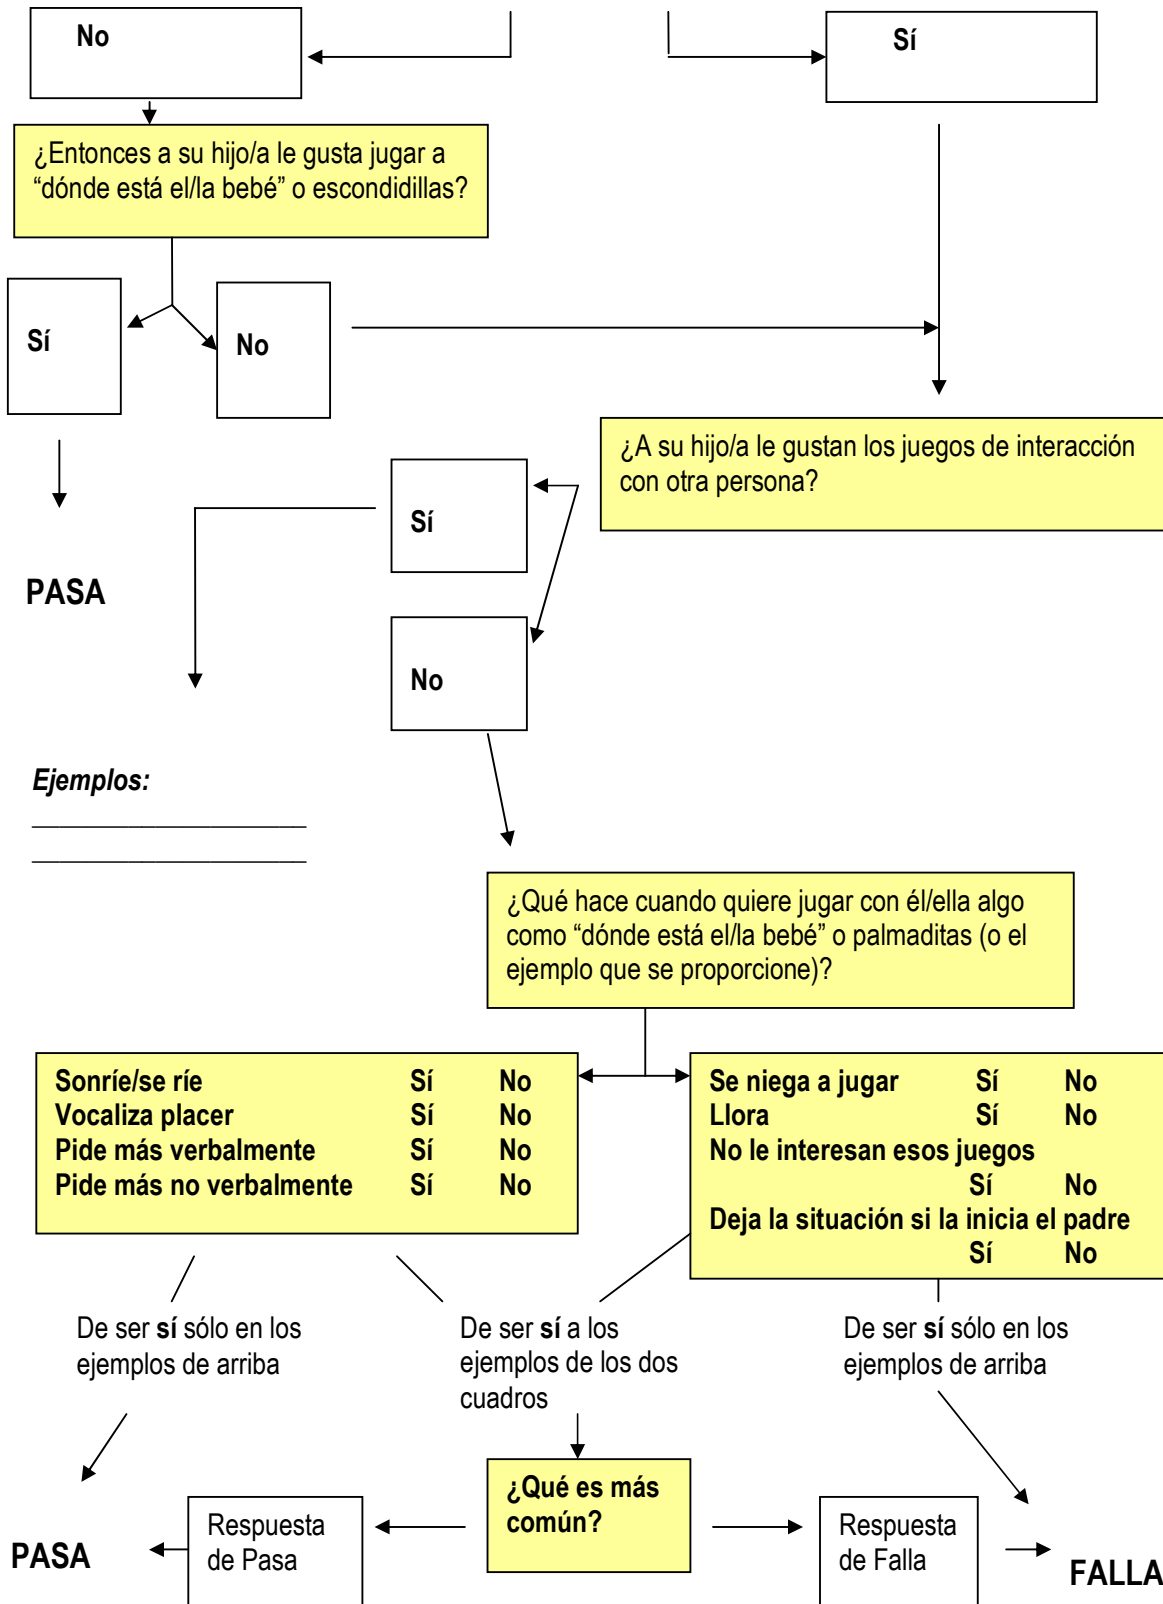 No
Sí
¿Entonces a su hijo/a le gusta jugar a
“dónde está el/la bebé” o escondidillas?
Sí
No
¿A su hijo/a le gustan los juegos de interacción
con otra persona?
Sí
PASA
No
Ejemplos:
¿Qué hace cuando quiere jugar con él/ella algo
como “dónde está el/la bebé” o palmaditas (o el
ejemplo que se proporcione)?
Sonríe/se ríe Sí No
Vocaliza placer Sí No
Pide más verbalmente Sí No
Pide más no verbalmente Sí No
Se niega a jugar Sí No
Llora Sí No
No le interesan esos juegos
Sí No
Deja la situación si la inicia el padre
Sí No
De ser sí sólo en los
ejemplos de arriba
De ser sí a los
ejemplos de los dos
cuadros
De ser sí sólo en los
ejemplos de arriba
¿Qué es más
común?
Respuesta
de Pasa
PASA
Respuesta
de Falla
FALLA